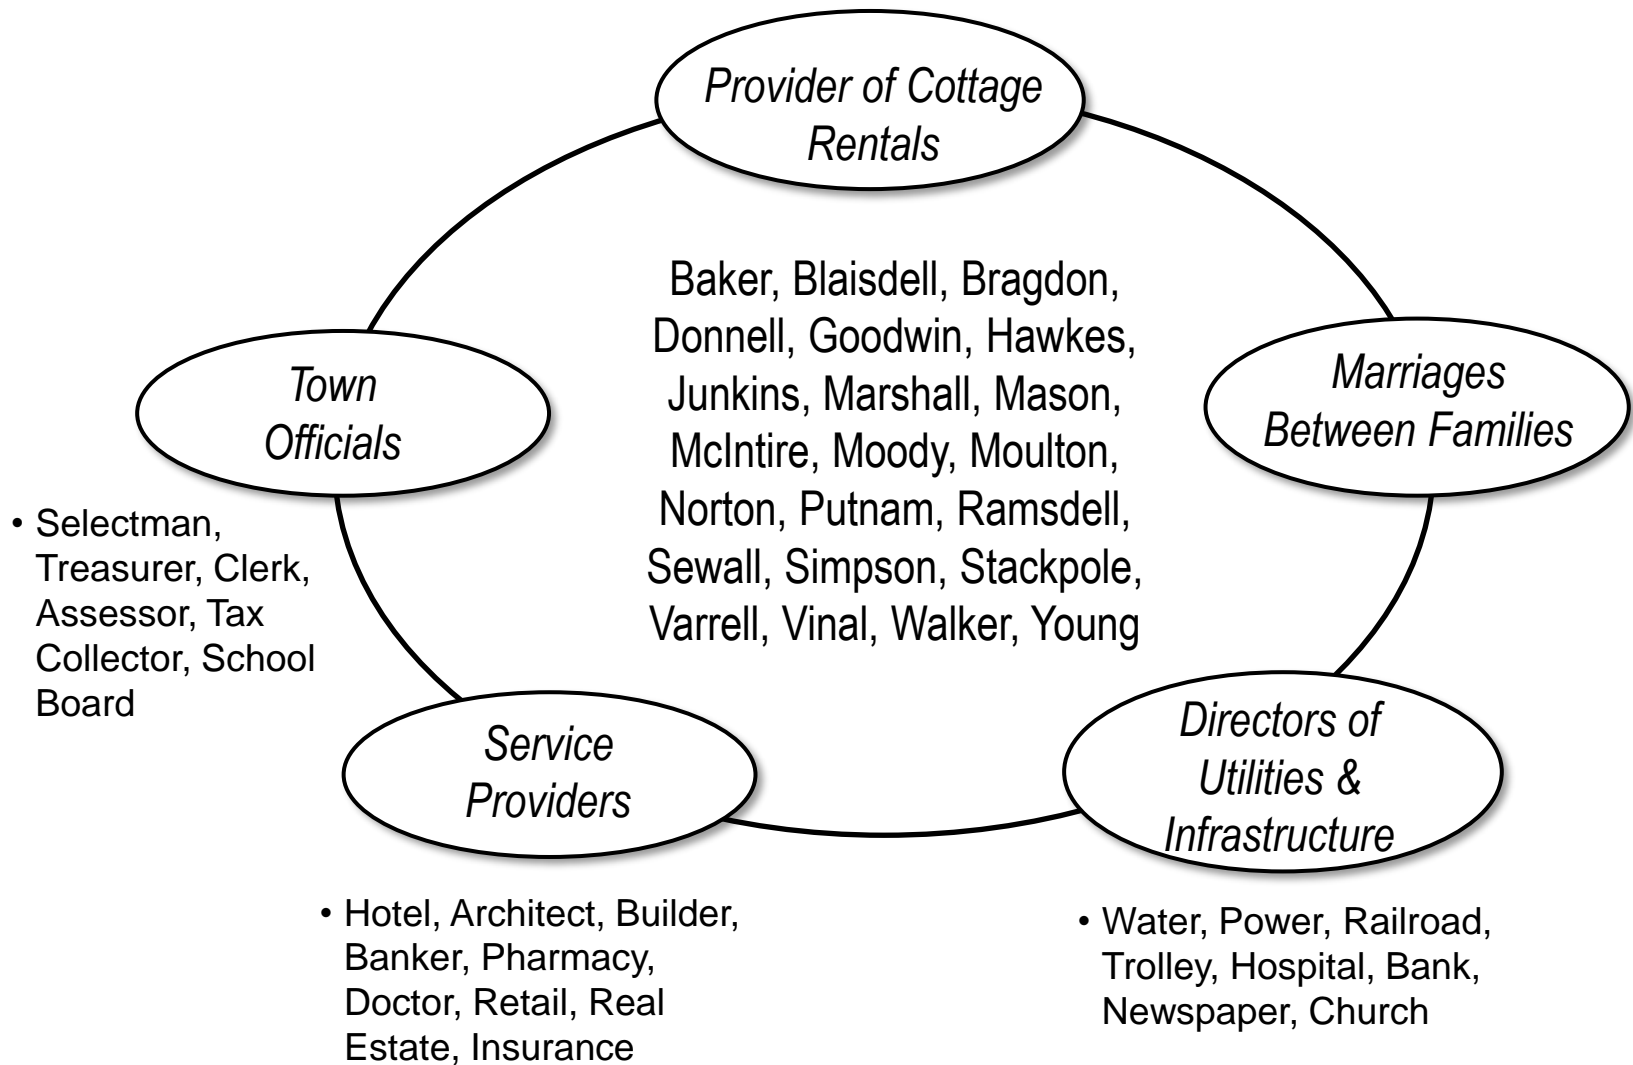 Provider of Cottage
Rentals
Baker, Blaisdell, Bragdon,
Donnell, Goodwin, Hawkes,
Junkins, Marshall, Mason,
McIntire, Moody, Moulton,
Norton, Putnam, Ramsdell,
Sewall, Simpson, Stackpole,
Varrell, Vinal, Walker, Young
Town
Officials
Marriages
Between Families
• Selectman,
Treasurer, Clerk,
Assessor, Tax
Collector, School
Board
Service
Providers
Directors of
Utilities &
Infrastructure
• Hotel, Architect, Builder,
Banker, Pharmacy,
Doctor, Retail, Real
Estate, Insurance
• Water, Power, Railroad,
Trolley, Hospital, Bank,
Newspaper, Church